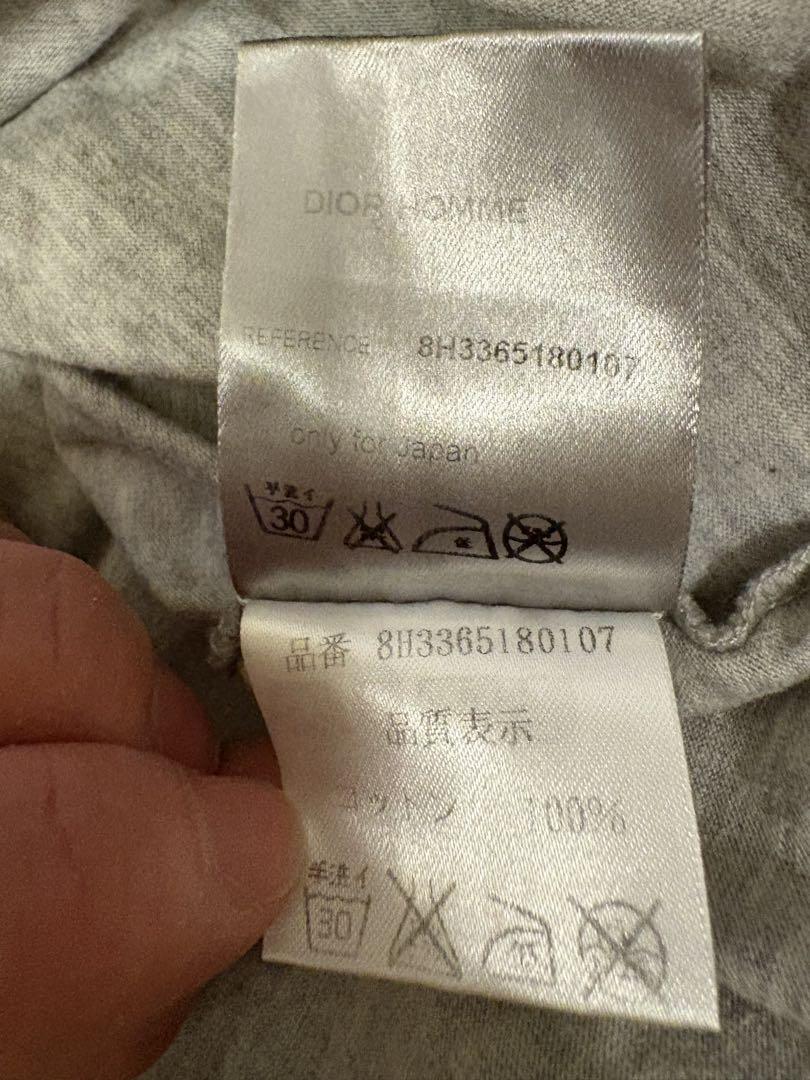 DIOR HOMME
REFERENCE 8H3365180107
only for Japan
手洗イ
30
低
品番 8H3365180107
品質表示
コットン 100%
手洗イ
30